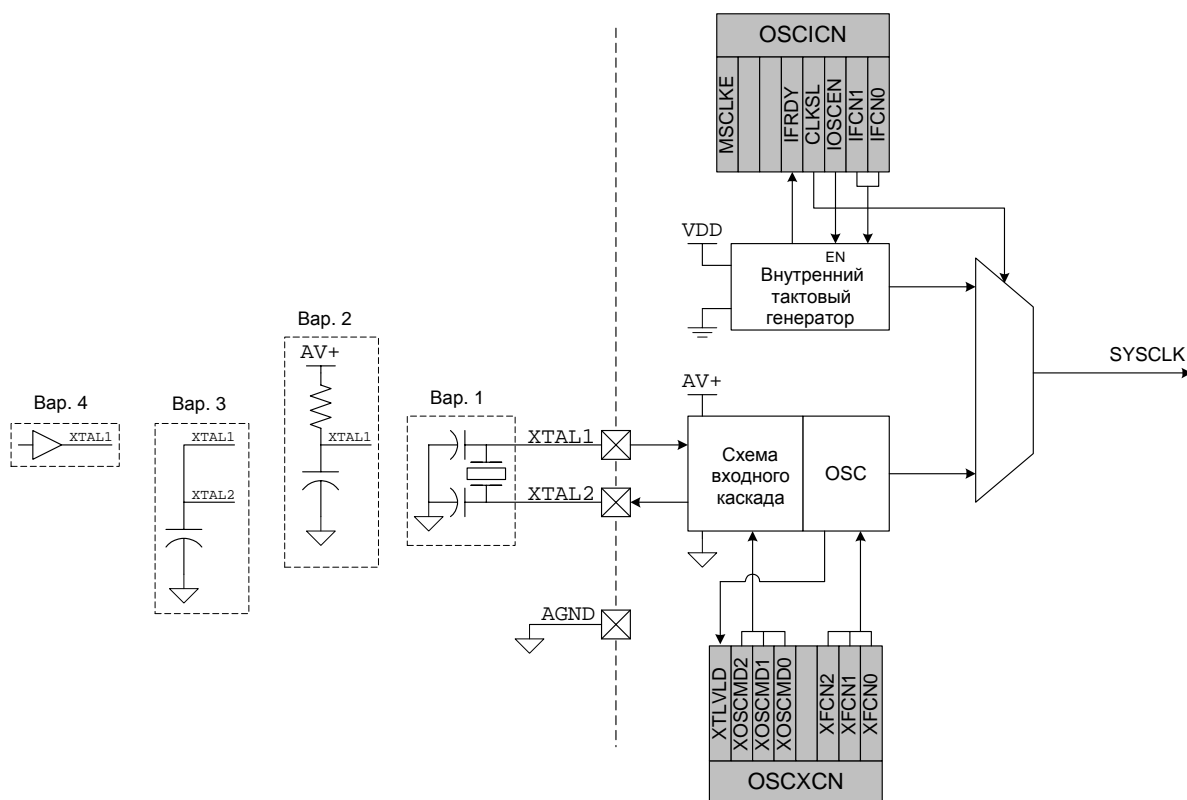 OSCICN
MSCLKE
IFRDY
CLKSL
IOSCEN
IFCN1
IFCN0
VDD
EN
Внутренний
тактовый
генератор
SYSCLK
Вар. 4
XTAL1
Вар. 3
XTAL1
XTAL2
Вар. 2
AV+
XTAL1
Вар. 1
XTAL1
XTAL2
AV+
Схема
входного
каскада
OSC
AGND
XTLVLD
XOSCMD2
XOSCMD1
XOSCMD0
XFCN2
XFCN1
XFCN0
OSCXCN